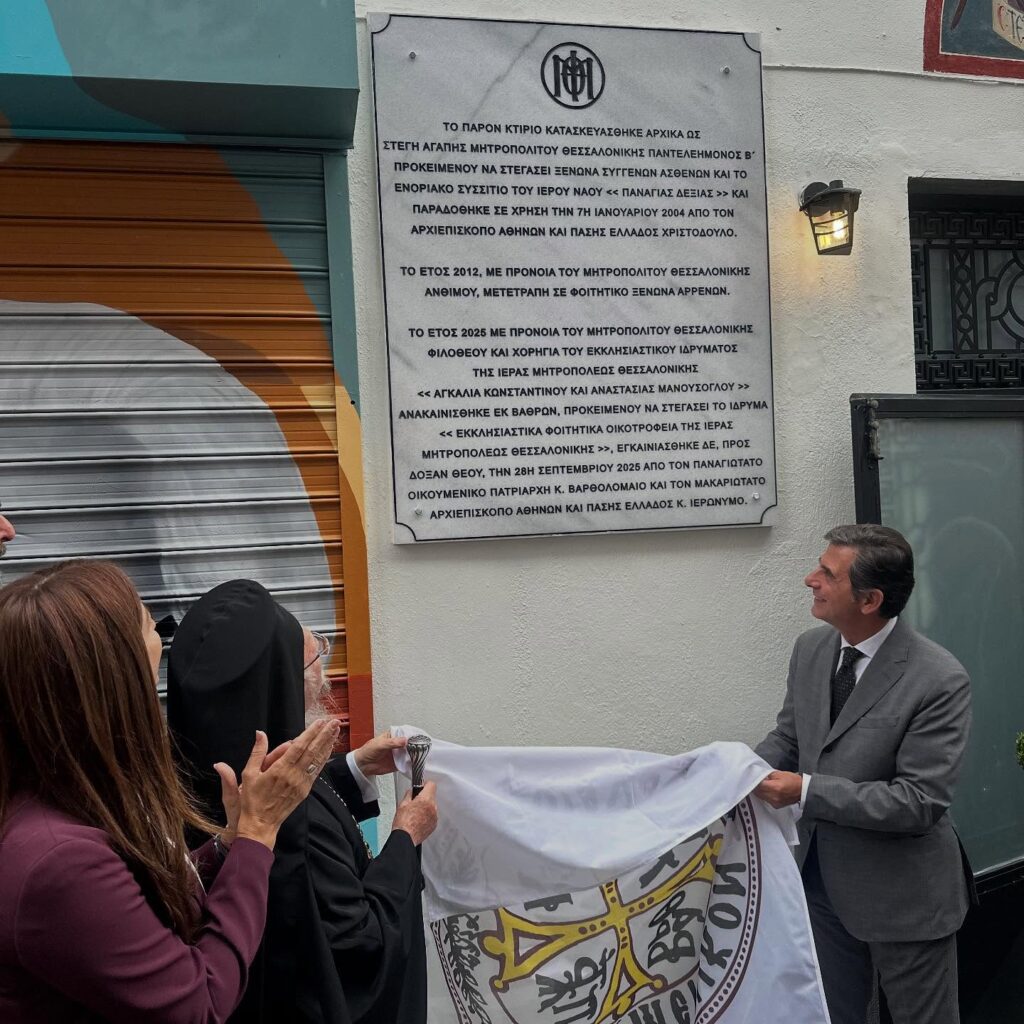 ΤΟ ΠΑΡΟΝ ΚΤΙΡΙΟ ΚΑΤΑΣΚΕΥΑΣΘΗΚΕ ΑΡΧΙΚΑ ΩΣ
ΣΤΕΓΗ ΑΓΑΠΗΣ ΜΗΤΡΟΠΟΛΙΤΟΥ ΘΕΣΣΑΛΟΝΙΚΗΣ ΠΑΝΤΕΛΕΗΜΟΝΟΣ Β΄
ΠΡΟΚΕΙΜΕΝΟΥ ΝΑ ΣΤΕΓΑΣΕΙ ΞΕΝΩΝΑ ΣΥΓΓΕΝΩΝ ΑΣΘΕΝΩΝ ΚΑΙ ΤΟ
ΕΝΟΡΙΑΚΟ ΣΥΣΣΙΤΙΟ ΤΟΥ ΙΕΡΟΥ ΝΑΟΥ << ΠΑΝΑΓΙΑΣ ΔΕΞΙΑΣ >> ΚΑΙ
ΠΑΡΑΔΟΘΗΚΕ ΣΕ ΧΡΗΣΗ ΤΗΝ 7Η ΙΑΝΟΥΑΡΙΟΥ 2004 ΑΠΟ ΤΟΝ
ΑΡΧΙΕΠΙΣΚΟΠΟ ΑΘΗΝΩΝ ΚΑΙ ΠΑΣΗΣ ΕΛΛΑΔΟΣ ΧΡΙΣΤΟΔΟΥΛΟ.
ΤΟ ΕΤΟΣ 2012, ΜΕ ΠΡΟΝΟΙΑ ΤΟΥ ΜΗΤΡΟΠΟΛΙΤΟΥ ΘΕΣΣΑΛΟΝΙΚΗΣ
ΑΝΘΙΜΟΥ, ΜΕΤΕΤΡΑΠΗ ΣΕ ΦΟΙΤΗΤΙΚΟ ΞΕΝΩΝΑ ΑΡΡΕΝΩΝ.
ΤΟ ΕΤΟΣ 2025 ΜΕ ΠΡΟΝΟΙΑ ΤΟΥ ΜΗΤΡΟΠΟΛΙΤΟΥ ΘΕΣΣΑΛΟΝΙΚΗΣ
ΦΙΛΟΘΕΟΥ ΚΑΙ ΧΟΡΗΓΙΑ ΤΟΥ ΕΚΚΛΗΣΙΑΣΤΙΚΟΥ ΙΔΡΥΜΑΤΟΣ
ΤΗΣ ΙΕΡΑΣ ΜΗΤΡΟΠΟΛΕΩΣ ΘΕΣΣΑΛΟΝΙΚΗΣ
<< ΑΓΚΑΛΙΑ ΚΩΝΣΤΑΝΤΙΝΟΥ ΚΑΙ ΑΝΑΣΤΑΣΙΑΣ ΜΑΝΟΥΣΟΓΛΟΥ >>
ΑΝΑΚΑΙΝΙΣΘΗΚΕ ΕΚ ΒΑΘΡΩΝ, ΠΡΟΚΕΙΜΕΝΟΥ ΝΑ ΣΤΕΓΑΣΕΙ ΤΟ ΙΔΡΥΜΑ
<< ΕΚΚΛΗΣΙΑΣΤΙΚΑ ΦΟΙΤΗΤΙΚΑ ΟΙΚΟΤΡΟΦΕΙΑ ΤΗΣ ΙΕΡΑΣ
ΜΗΤΡΟΠΟΛΕΩΣ ΘΕΣΣΑΛΟΝΙΚΗΣ >>, ΕΓΚΑΙΝΙΑΣΘΗΚΕ ΔΕ, ΠΡΟΣ
ΔΟΞΑΝ ΘΕΟΥ, ΤΗΝ 28Η ΣΕΠΤΕΜΒΡΙΟΥ 2025 ΑΠΟ ΤΟΝ ΠΑΝΑΓΙΩΤΑΤΟ
ΟΙΚΟΥΜΕΝΙΚΟ ΠΑΤΡΙΑΡΧΗ Κ. ΒΑΡΘΟΛΟΜΑΙΟ ΚΑΙ ΤΟΝ ΜΑΚΑΡΙΩΤΑΤΟ
ΑΡΧΙΕΠΙΣΚΟΠΟ ΑΘΗΝΩΝ ΚΑΙ ΠΑΣΗΣ ΕΛΛΑΔΟΣ Κ. ΙΕΡΩΝΥΜΟ.